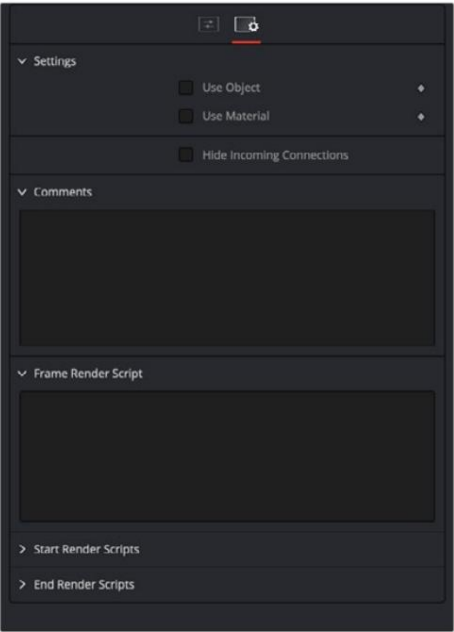 Settings
Use Object
Use Material
Hide Incoming Connections
Comments
Frame Render Script
Start Render Scripts
End Render Scripts